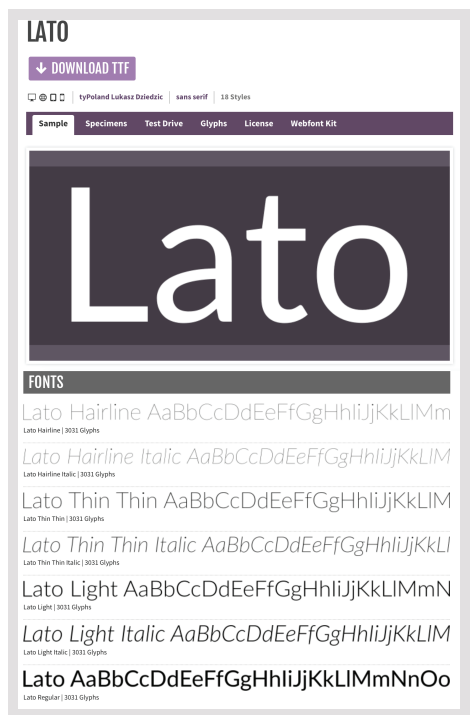 LATO
DOWNLOAD TTF
tyPoland Lukasz Dziedzic sans serif 18 Styles
Sample Specimens Test Drive Glyphs License Webfont Kit
Lato
FONTS
Lato Hairline AaBbCcDdEeFfGgHhIiJjKkLlMm
Lato Hairline | 3031 Glyphs
Lato Hairline Italic AaBbCcDdEeFfGgHhIiJjKkLlM
Lato Hairline Italic | 3031 Glyphs
Lato Thin Thin AaBbCcDdEeFfGgHhIiJjKkLlM
Lato Thin Thin | 3031 Glyphs
Lato Thin Thin Italic AaBbCcDdEeFfGgHhIiJjKkLl
Lato Thin Thin Italic | 3031 Glyphs
Lato Light AaBbCcDdEeFfGgHhIiJjKkLlMmN
Lato Light | 3031 Glyphs
Lato Light Italic AaBbCcDdEeFfGgHhIiJjKkLlM
Lato Light Italic | 3031 Glyphs
Lato AaBbCcDdEeFfGgHhIiJjKkLlMmNnOo
Lato Regular | 3031 Glyphs